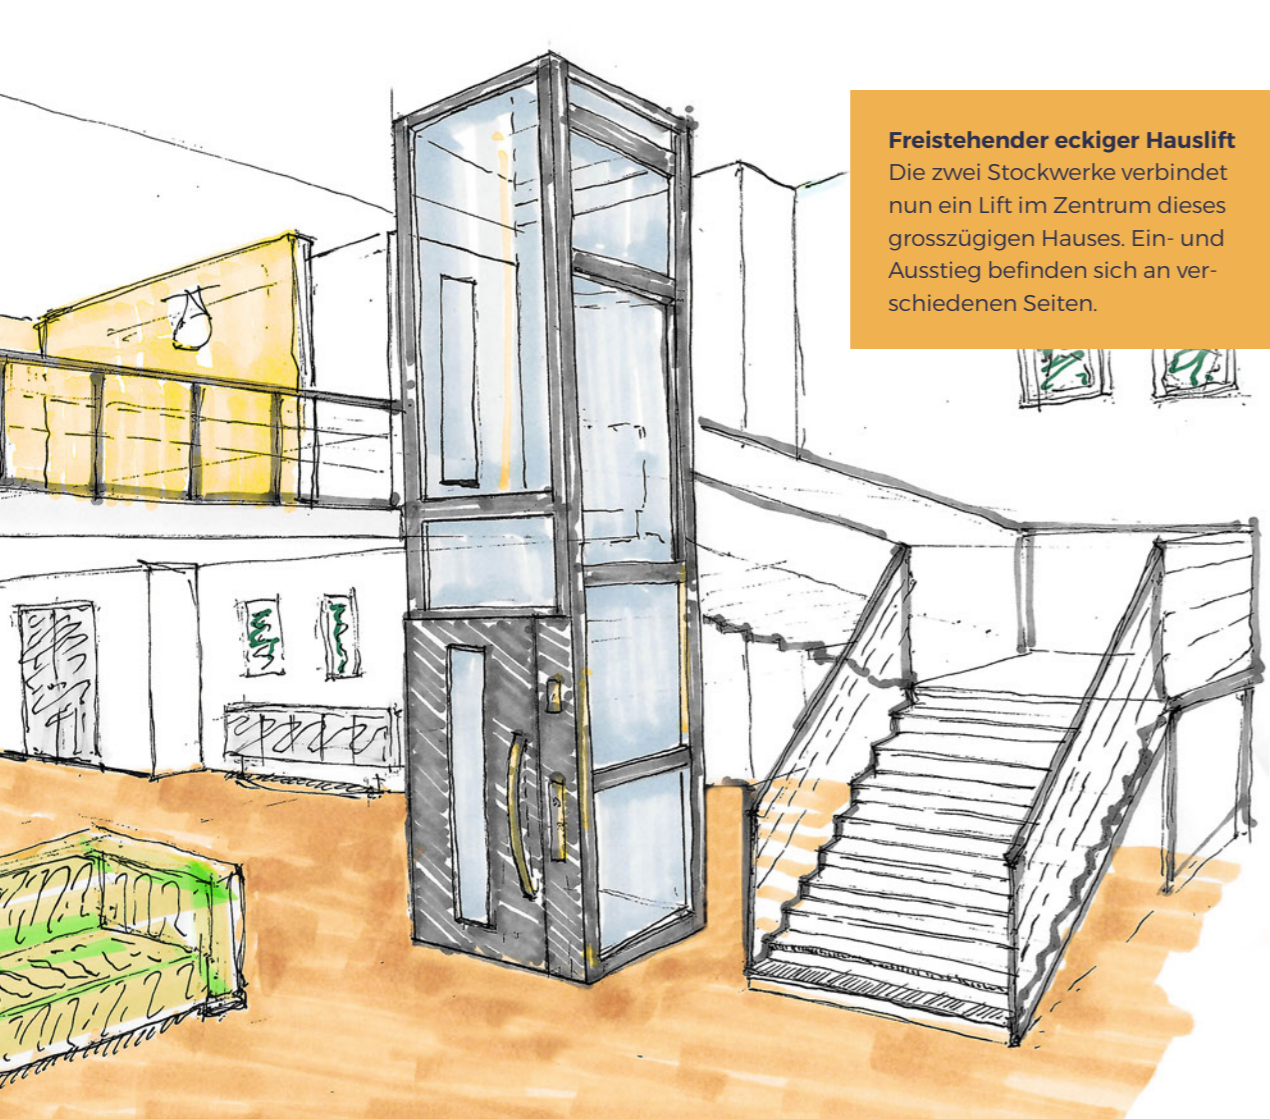 Freistehender eckiger Hauslift
Die zwei Stockwerke verbindet
nun ein Lift im Zentrum dieses
grosszügigen Hauses. Ein- und
Ausstieg befinden sich an ver-
schiedenen Seiten.